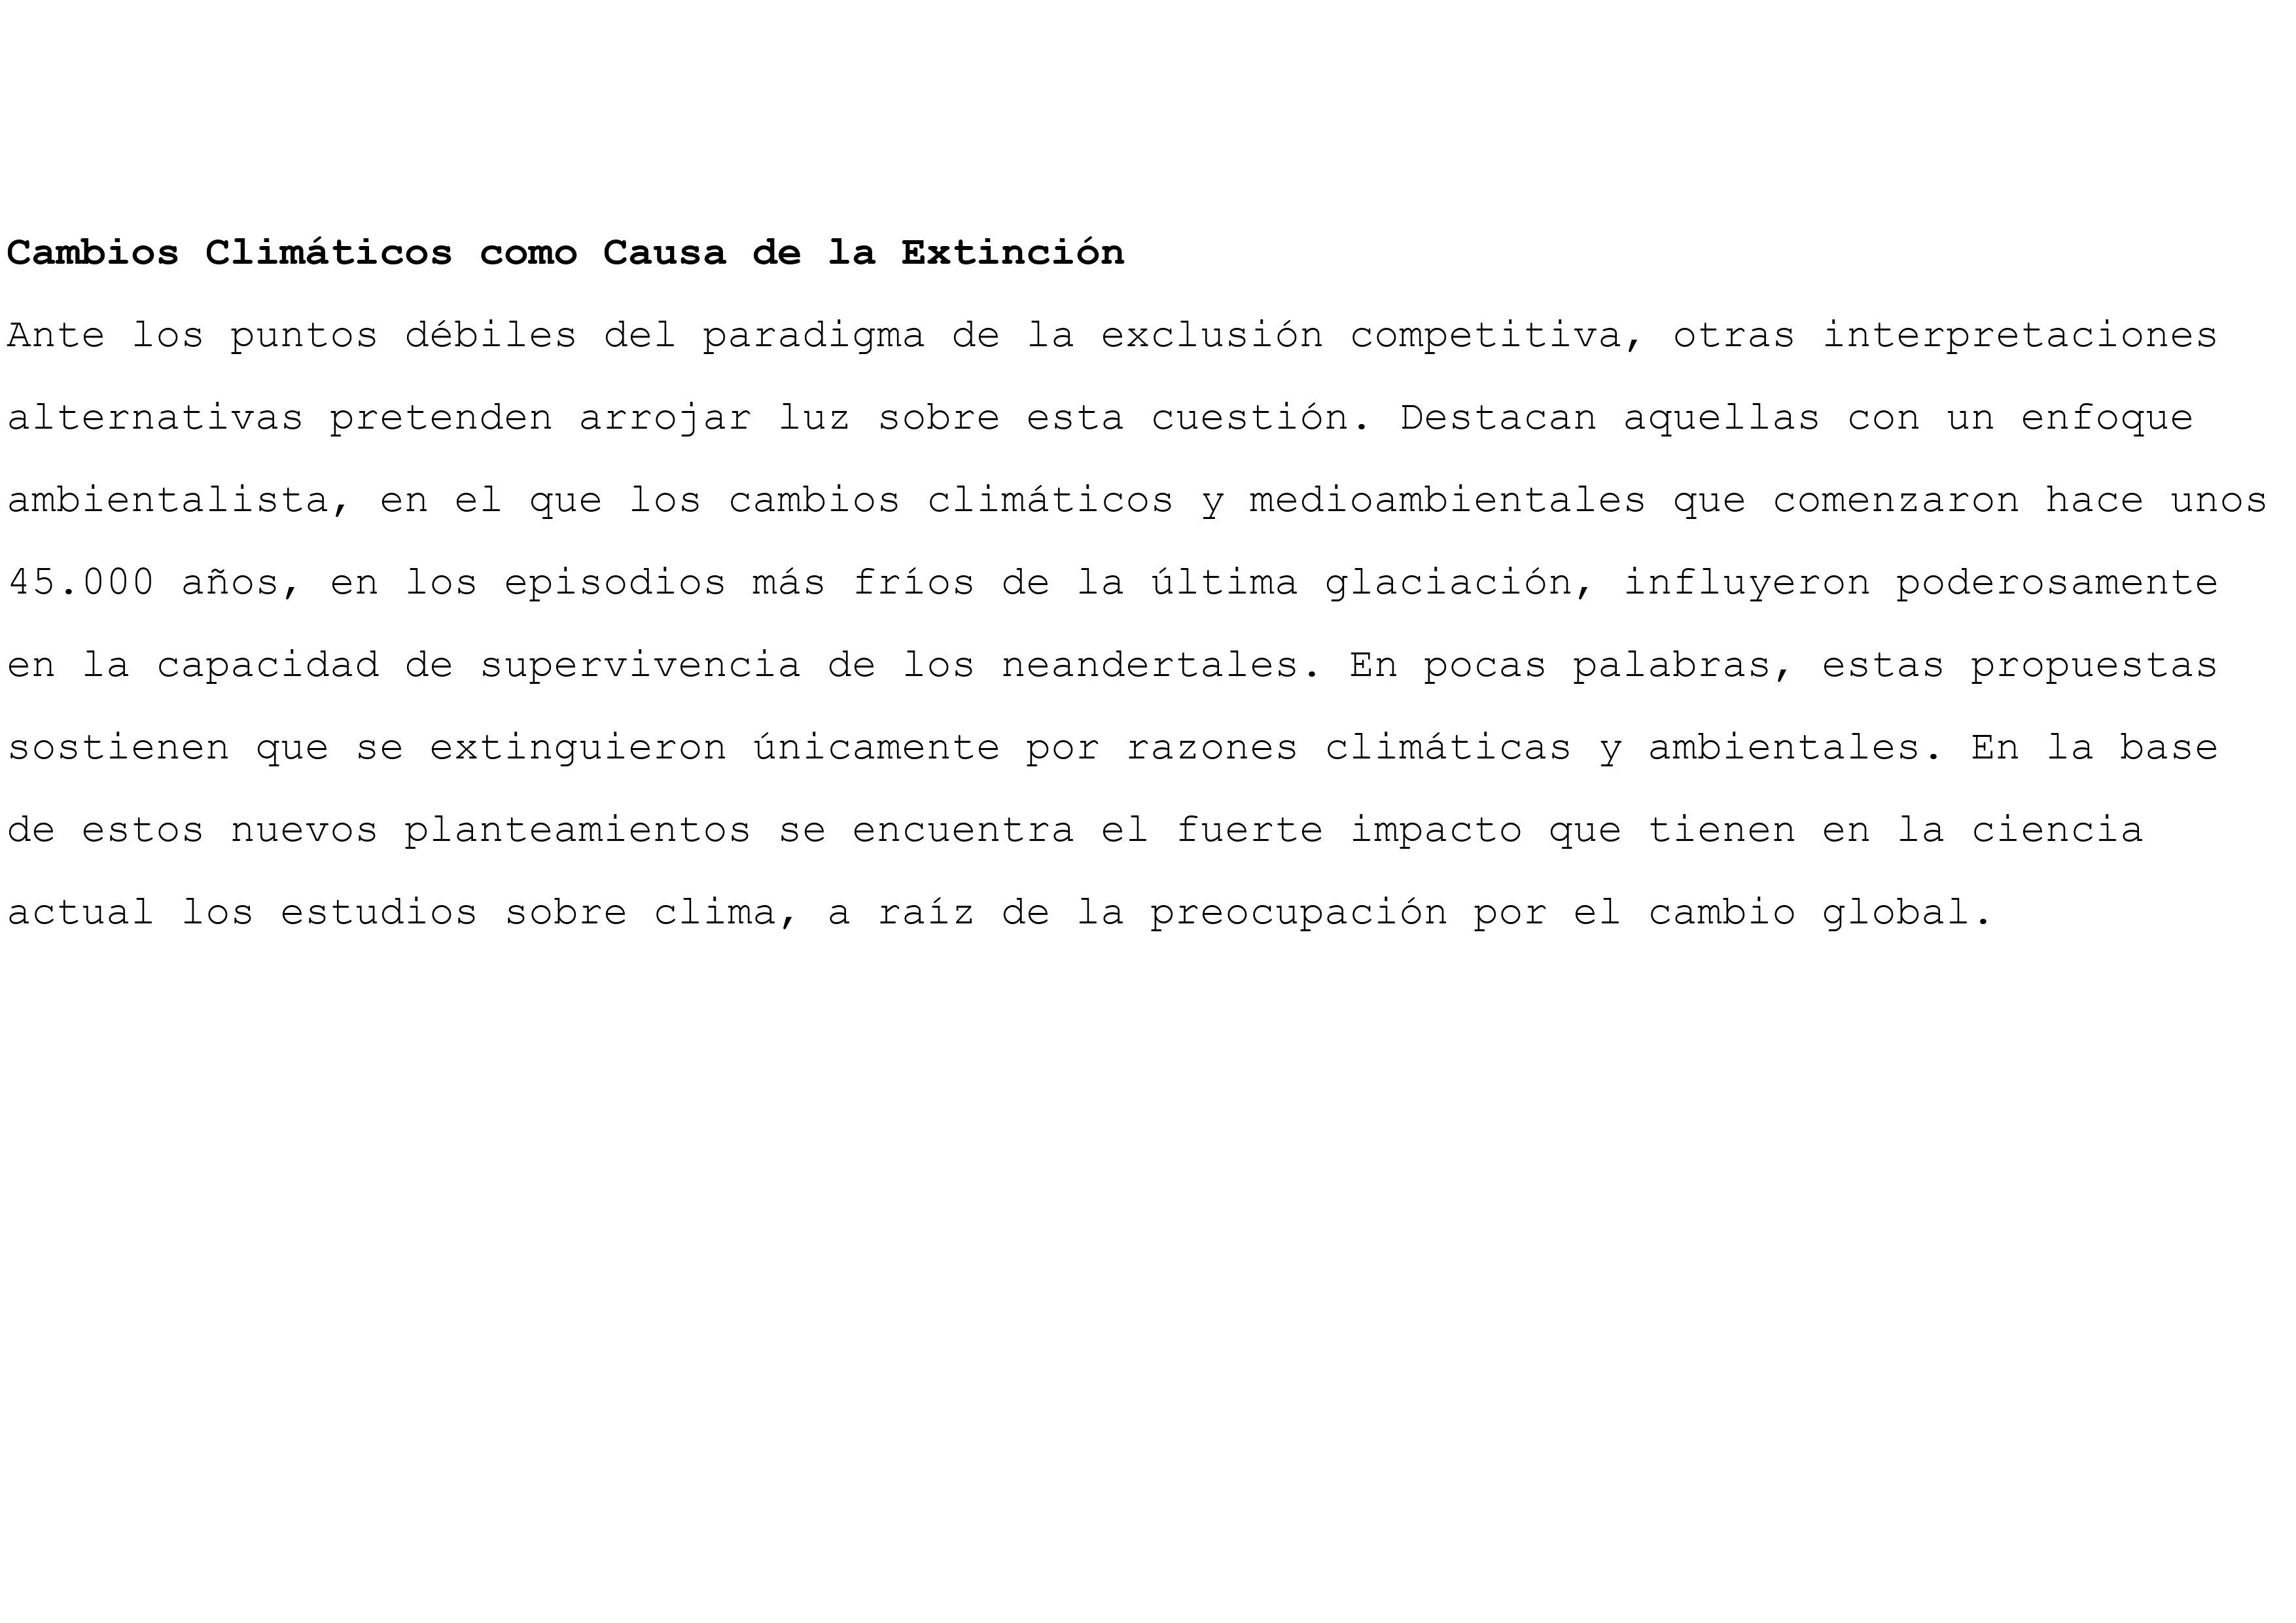 Cambios Climáticos como Causa de la Extinción
Ante los puntos débiles del paradigma de la exclusión competitiva, otras interpretaciones
alternativas pretenden arrojar luz sobre esta cuestión. Destacan aquellas con un enfoque
ambientalista, en el que los cambios climáticos y medioambientales que comenzaron hace unos
45.000 años, en los episodios más fríos de la última glaciación, influyeron poderosamente
en la capacidad de supervivencia de los neandertales. En pocas palabras, estas propuestas
sostienen que se extinguieron únicamente por razones climáticas y ambientales. En la base
de estos nuevos planteamientos se encuentra el fuerte impacto que tienen en la ciencia
actual los estudios sobre clima, a raíz de la preocupación por el cambio global.